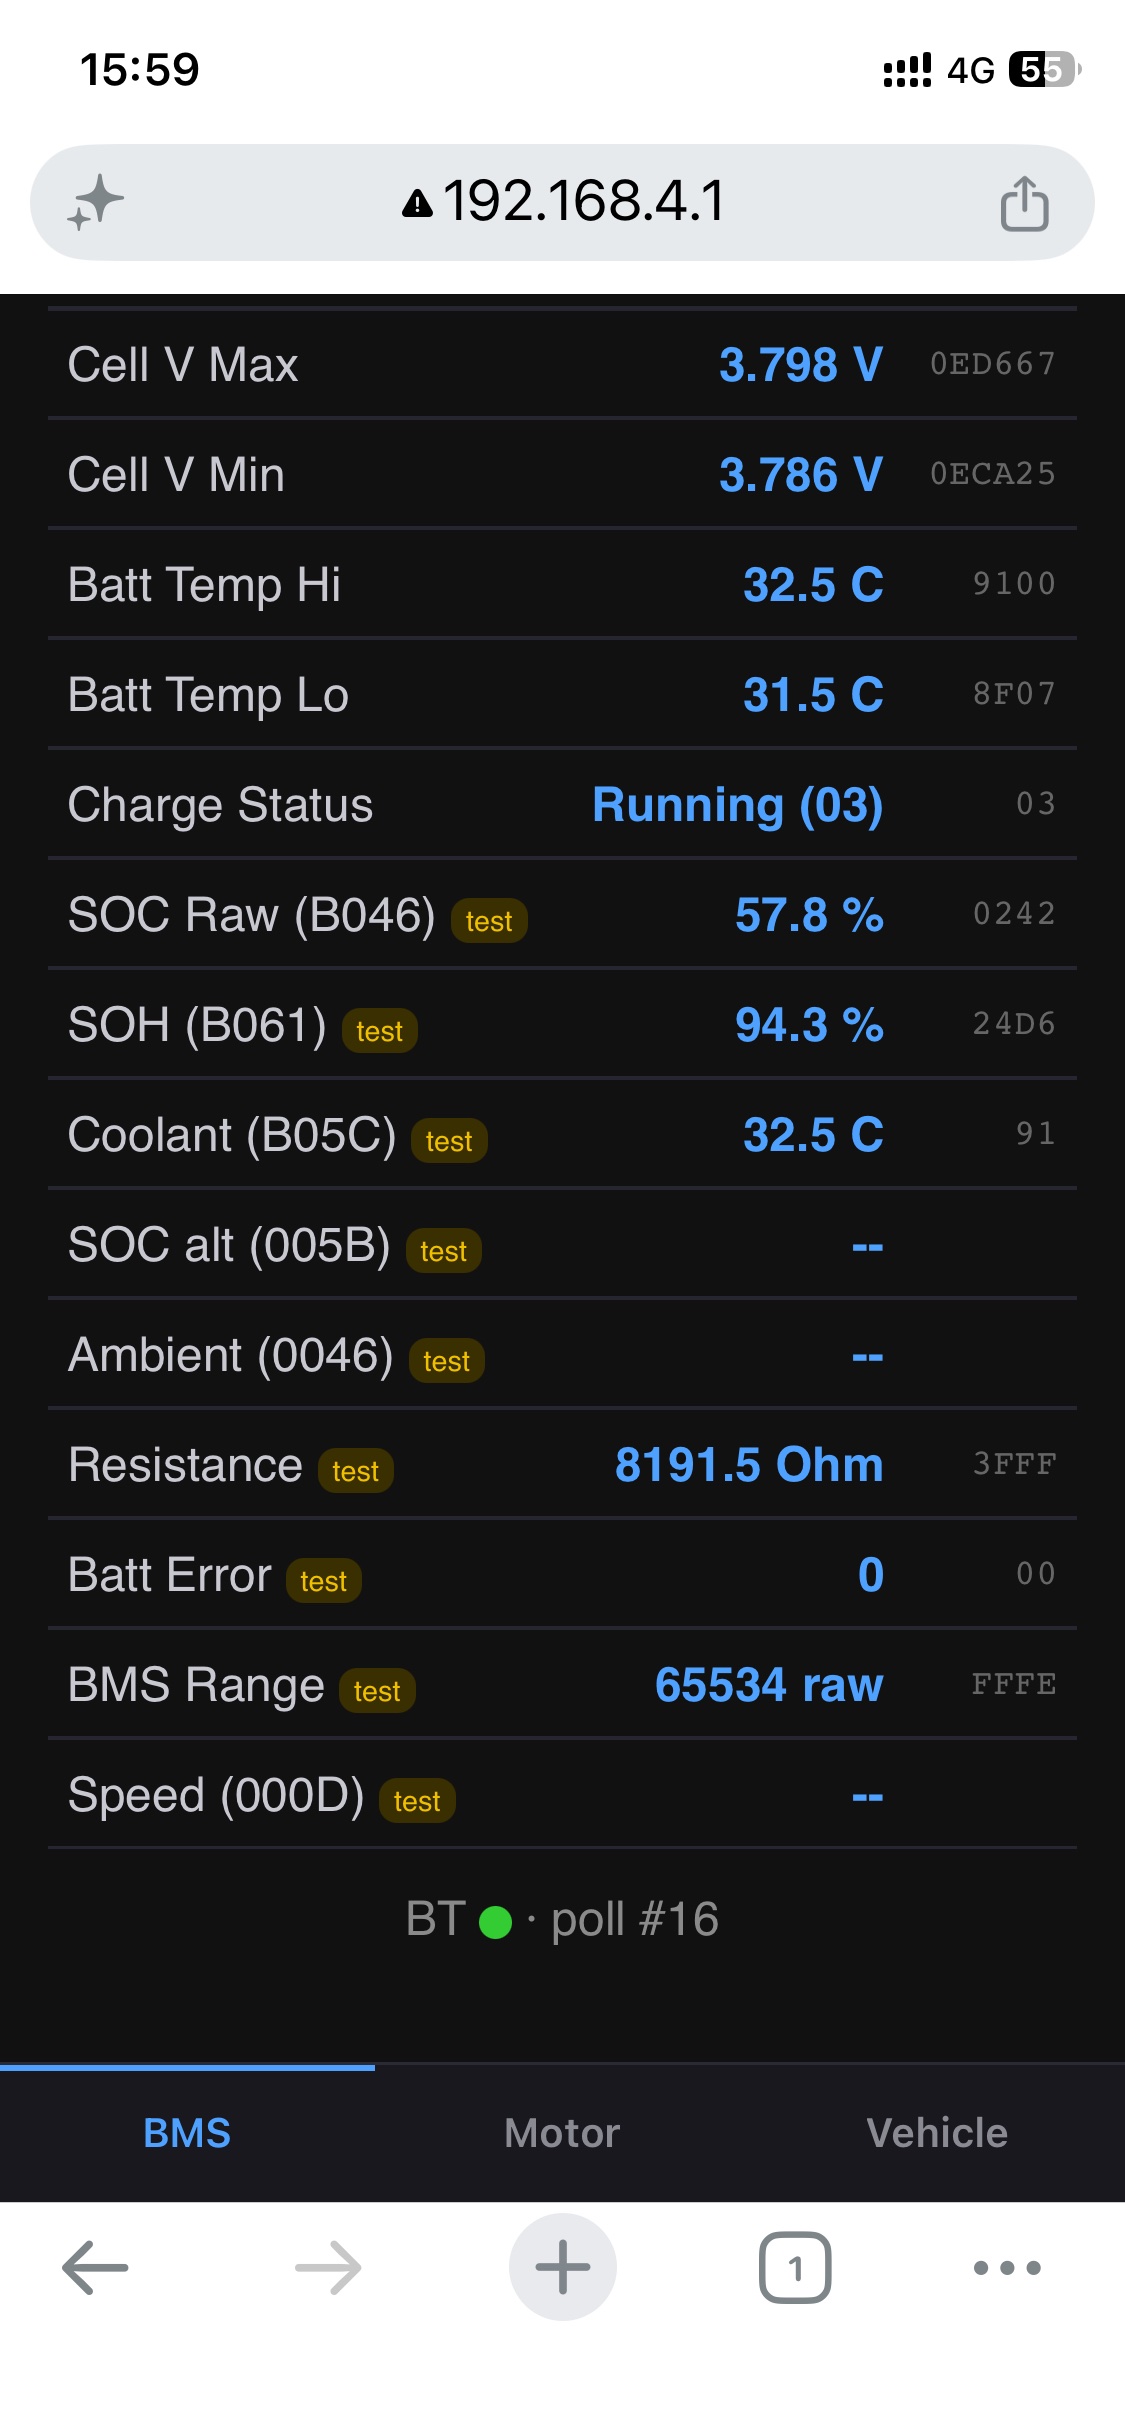 15:59 4G 55
192.168.4.1
Cell V Max 3.798 V 0ED667
Cell V Min 3.786 V 0ECA25
Batt Temp Hi 32.5 C 9100
Batt Temp Lo 31.5 C 8F07
Charge Status Running (03) 03
SOC Raw (B046) test 57.8 % 0242
SOH (B061) test 94.3 % 24D6
Coolant (B05C) test 32.5 C 91
SOC alt (005B) test --
Ambient (0046) test --
Resistance test 8191.5 Ohm 3FFF
Batt Error test 0 00
BMS Range test 65534 raw FFFE
Speed (000D) test --
BT · poll #16
BMS Motor Vehicle
1